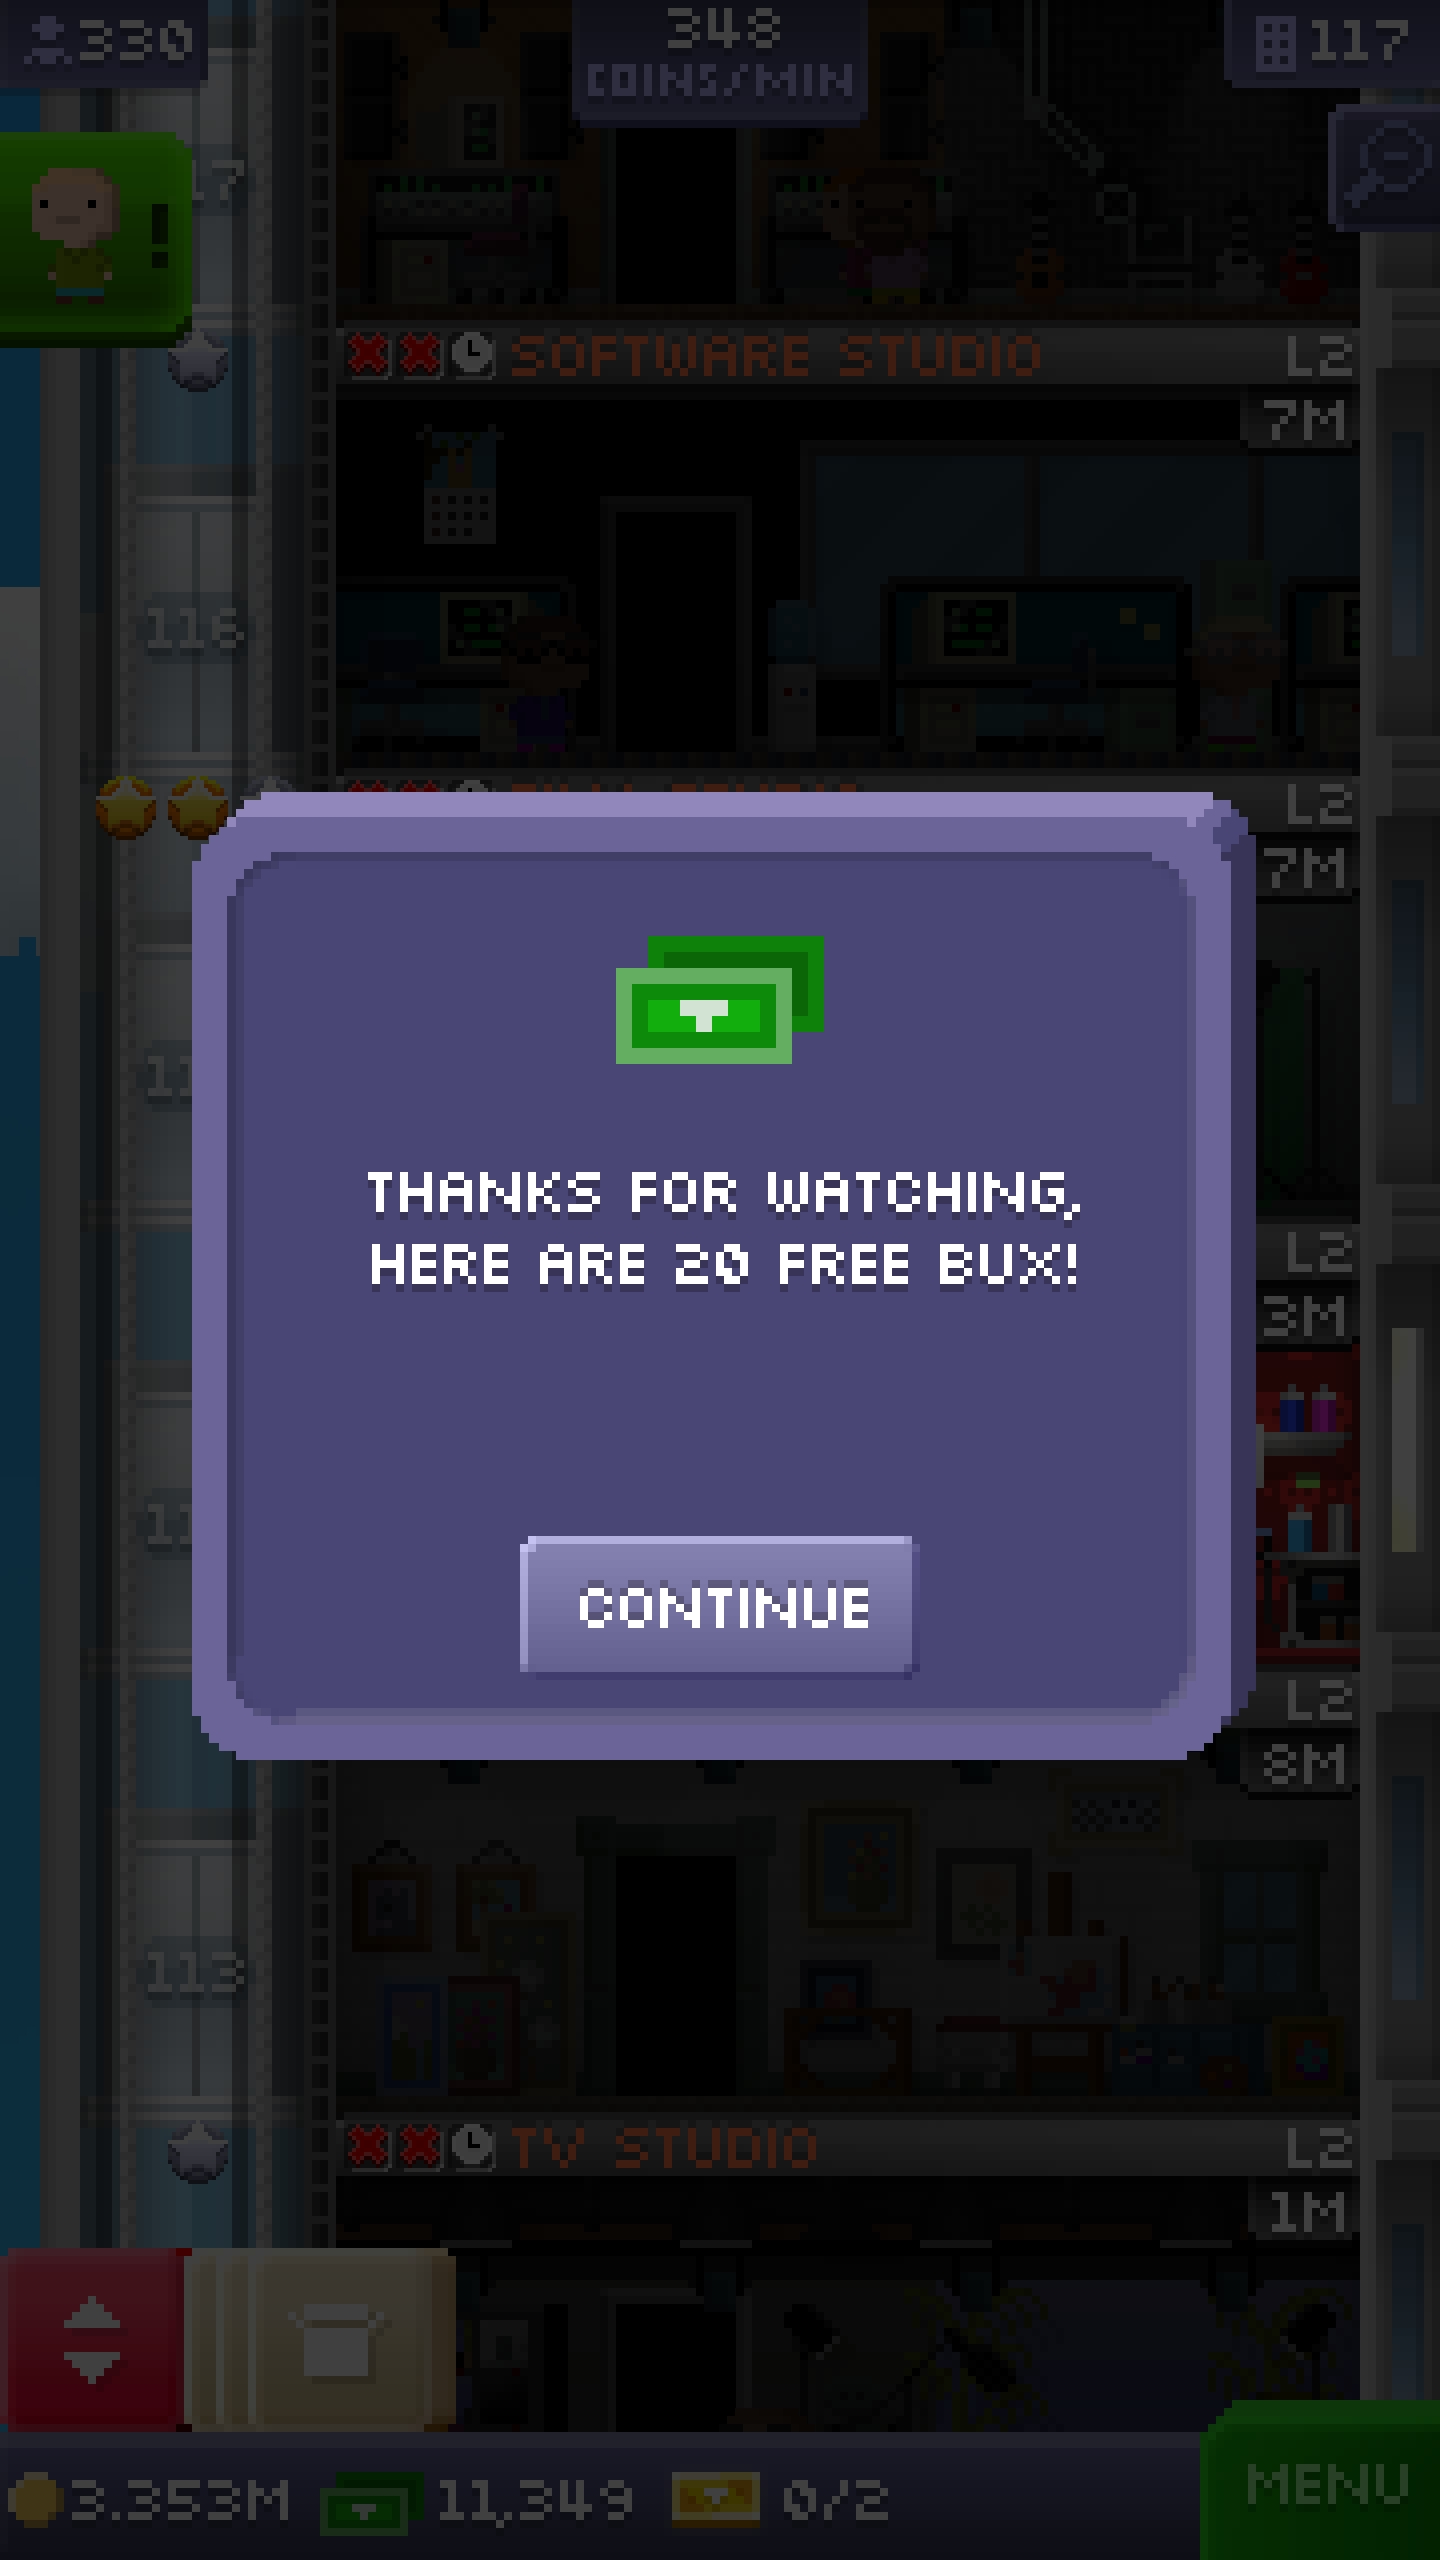 330
348
COINS/MIN
117
!
SOFTWARE STUDIO
L2
7M
116
L2
7M
L2
3M
L2
8M
THANKS FOR WATCHING,
HERE ARE 20 FREE BUX!
CONTINUE
113
TV STUDIO
L2
1M
3.353M
11,349
0/2
MENU